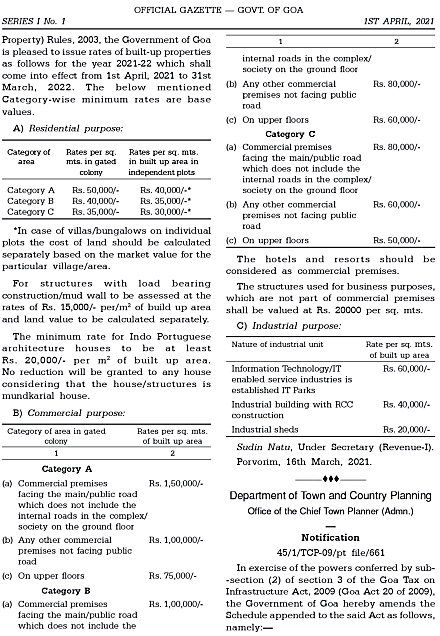 OFFICIAL GAZETTE — GOVT. OF GOA
SERIES I No. 1
1ST APRIL, 2021
Property) Rules, 2003, the Government of Goa
is pleased to issue rates of built-up properties
as follows for the year 2021-22 which shall
come into effect from 1st April, 2021 to 31st
March, 2022. The below mentioned
Category-wise minimum rates are base
values.
A) Residential purpose:
Category of area | Rates per sq. mts. in gated colony | Rates per sq. mts. in built up area in independent plots
Category A Rs. 50,000/- Rs. 40,000/-*
Category B Rs. 40,000/- Rs. 35,000/-*
Category C Rs. 35,000/- Rs. 30,000/-*
*In case of villas/bungalows on individual
plots the cost of land should be calculated
separately based on the market value for the
particular village/area.
For structures with load bearing
construction/mud wall to be assessed at the
rates of Rs. 15,000/- per/m² of build up area
and land value to be calculated separately.
The minimum rate for Indo Portuguese
architecture houses to be at least
Rs. 20,000/- per m² of built up area.
No reduction will be granted to any house
considering that the house/structures is
mundkarial house.
B) Commercial purpose:
Category of area in gated colony | Rates per sq. mts. of built up area
1 2
Category A
(a) Commercial premises
facing the main/public road
which does not include the
internal roads in the complex/
society on the ground floor Rs. 1,50,000/-
(b) Any other commercial
premises not facing public
road Rs. 1,00,000/-
(c) On upper floors Rs. 75,000/-
Category B
(a) Commercial premises Rs. 1,00,000/-
facing the main/public road
which does not include the
1 2
internal roads in the complex/
society on the ground floor
(b) Any other commercial Rs. 80,000/-
premises not facing public
road
(c) On upper floors Rs. 60,000/-
Category C
(a) Commercial premises Rs. 80,000/-
facing the main/public road
which does not include the
internal roads in the complex/
society on the ground floor
(b) Any other commercial Rs. 60,000/-
premises not facing public
road
(c) On upper floors Rs. 50,000/-
The hotels and resorts should be
considered as commercial premises.
The structures used for business purposes,
which are not part of commercial premises
shall be valued at Rs. 20000 per sq. mts.
C) Industrial purpose:
Nature of industrial unit | Rate per sq. mts. of built up area
Information Technology/IT Rs. 60,000/-
enabled service industries is
established IT Parks
Industrial building with RCC Rs. 40,000/-
construction
Industrial sheds Rs. 20,000/-
Sudin Natu, Under Secretary (Revenue-I).
Porvorim, 16th March, 2021.
———♦♦♦———
Department of Town and Country Planning
Office of the Chief Town Planner (Admn.)
—
Notification
45/1/TCP-09/pt file/661
In exercise of the powers conferred by sub-
-section (2) of section 3 of the Goa Tax on
Infrastructure Act, 2009 (Goa Act 20 of 2009),
the Government of Goa hereby amends the
Schedule appended to the said Act as follows,
namely:—